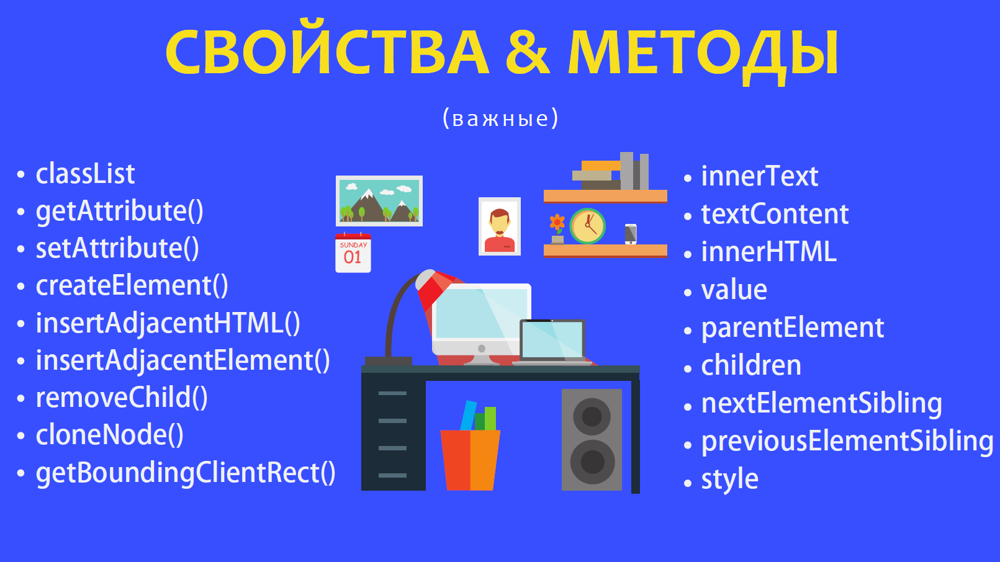 СВОЙСТВА & МЕТОДЫ
(важные)
• classList
• getAttribute()
• setAttribute()
• createElement()
• insertAdjacentHTML()
• insertAdjacentElement()
• removeChild()
• cloneNode()
• getBoundingClientRect()
SUNDAY
01
• innerText
• textContent
• innerHTML
• value
• parentElement
• children
• nextElementSibling
• previousElementSibling
• style